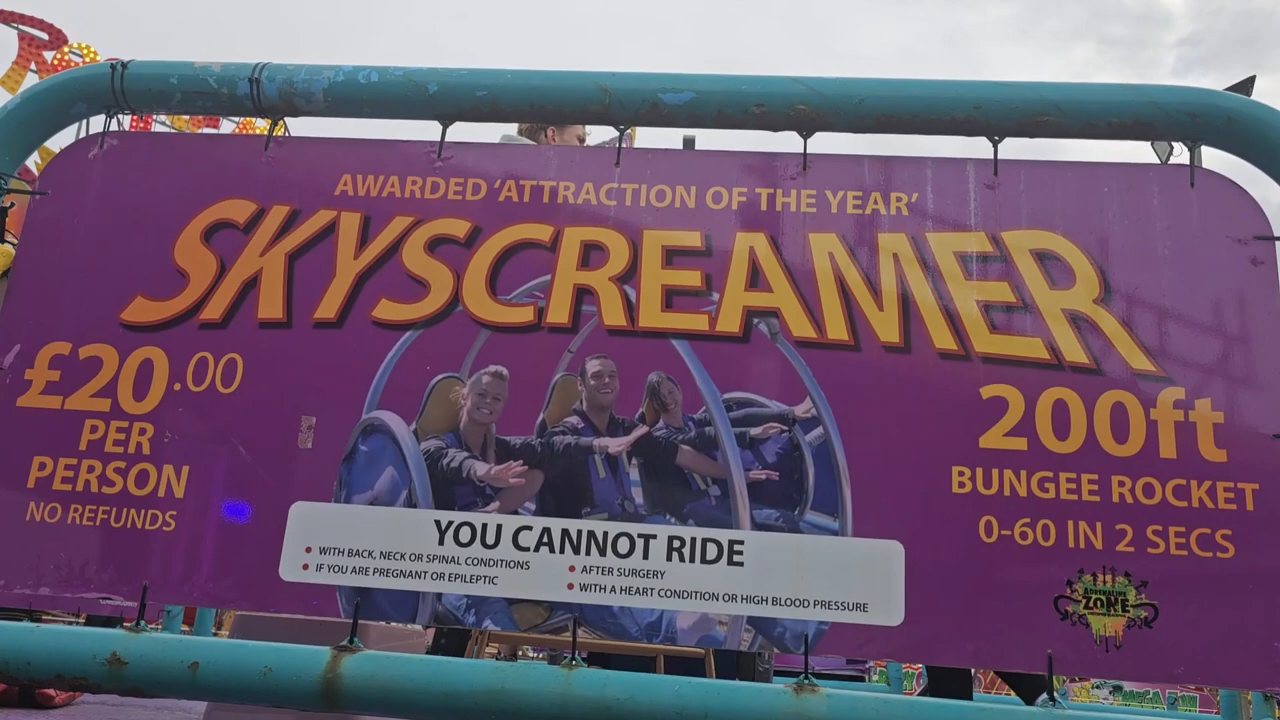 AWARDED 'ATTRACTION OF THE YEAR'
SKYSCREAMER
£20.00
PER
PERSON
NO REFUNDS
200ft
BUNGEE ROCKET
0-60 IN 2 SECS
ADRENALINE
ZONE
YOU CANNOT RIDE
• WITH BACK, NECK OR SPINAL CONDITIONS
• IF YOU ARE PREGNANT OR EPILEPTIC
• AFTER SURGERY
• WITH A HEART CONDITION OR HIGH BLOOD PRESSURE